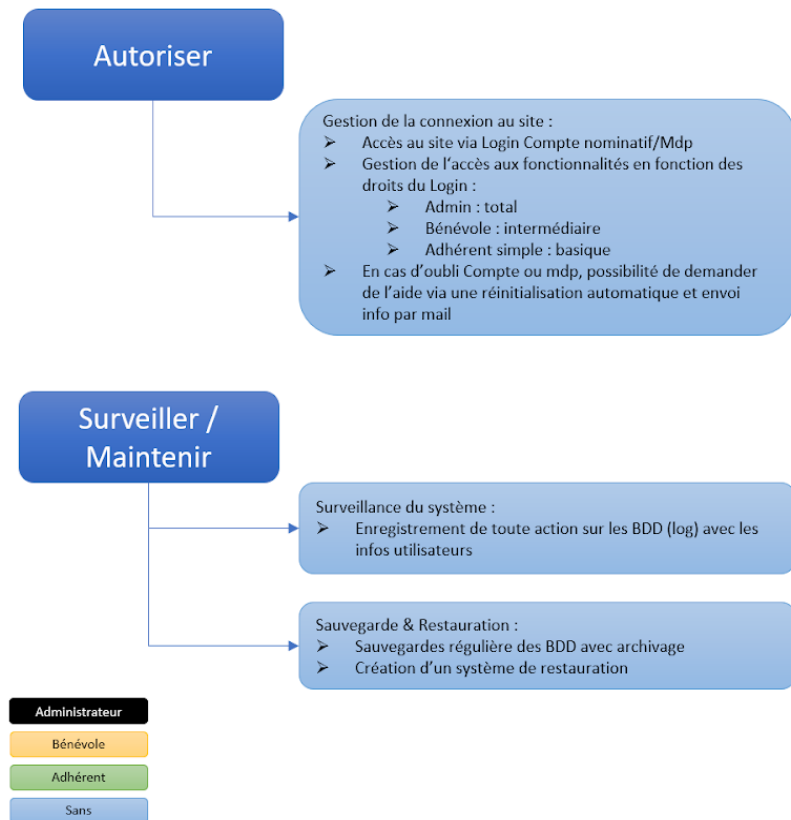 Autoriser
Gestion de la connexion au site :
➢ Accès au site via Login Compte nominatif/Mdp
➢ Gestion de l'accès aux fonctionnalités en fonction des
droits du Login :
➢ Admin : total
➢ Bénévole : intermédiaire
➢ Adhérent simple : basique
➢ En cas d'oubli Compte ou mdp, possibilité de demander
de l'aide via une réinitialisation automatique et envoi
info par mail
Surveiller /
Maintenir
Surveillance du système :
➢ Enregistrement de toute action sur les BDD (log) avec les
infos utilisateurs
Sauvegarde & Restauration :
➢ Sauvegardes régulière des BDD avec archivage
➢ Création d'un système de restauration
Administrateur
Bénévole
Adhérent
Sans